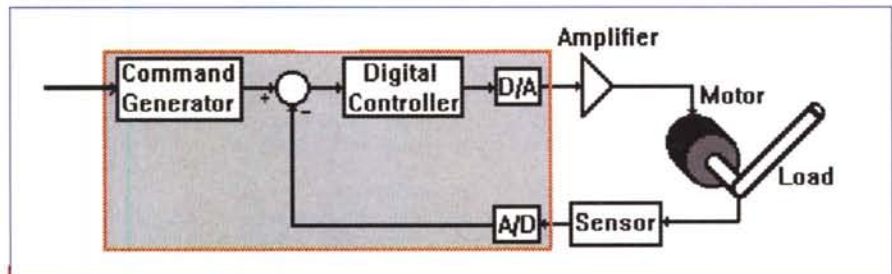 Amplifier
Command
Generator
+
−
Digital
Controller
D/A
Motor
Load
A/D
Sensor